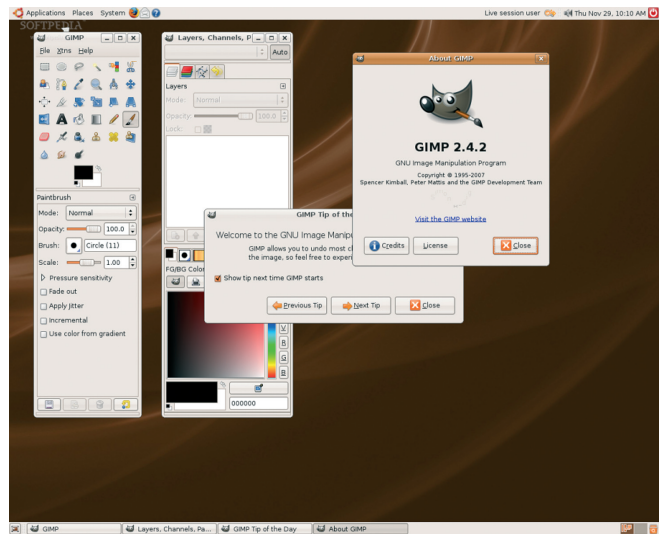 Applications Places System
Live session user
Thu Nov 29, 10:10 AM
SOFTPEDIA
GIMP
File Xtns Help
Paintbrush
Mode: Normal
Opacity: 100.0
Brush: Circle (11)
Scale: 1.00
Pressure sensitivity
Fade out
Apply Jitter
Incremental
Use color from gradient
Layers, Channels, P
Auto
Layers
Mode: Normal
Opacity: 100.0
Lock:
FG/BG Color
V
R
G
B
000000
GIMP Tip of the
Welcome to the GNU Image Manipu
GIMP allows you to undo most c
the image, so feel free to experi
Show tip next time GIMP starts
Previous Tip
Next Tip
Close
About GIMP
GIMP 2.4.2
GNU Image Manipulation Program
Copyright © 1995-2007
Spencer Kimball, Peter Mattis and the GIMP Development Team
Visit the GIMP website
Credits
License
Close
GIMP
Layers, Channels, Pa...
GIMP Tip of the Day
About GIMP